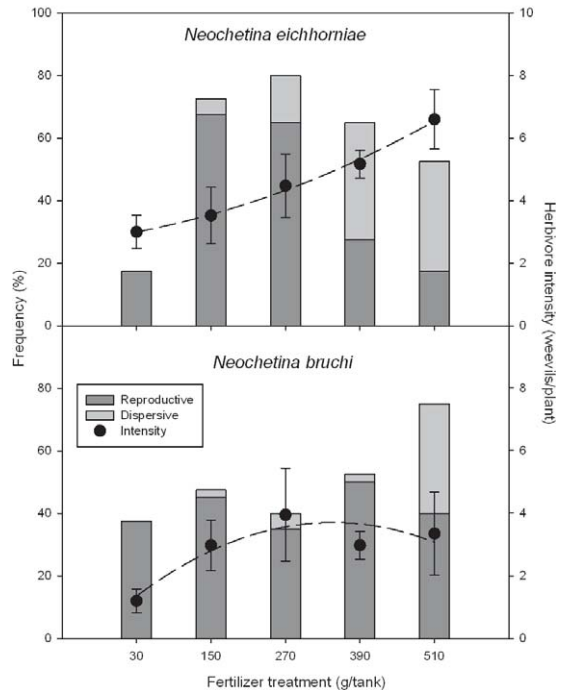 Neochetina eichhorniae
100
80
60
40
20
0
10
8
6
4
2
0
Frequency (%)
Herbivore intensity (weevils/plant)
Neochetina bruchi
Reproductive
Dispersive
Intensity
80
60
40
20
0
8
6
4
2
0
30 150 270 390 510
Fertilizer treatment (g/tank)